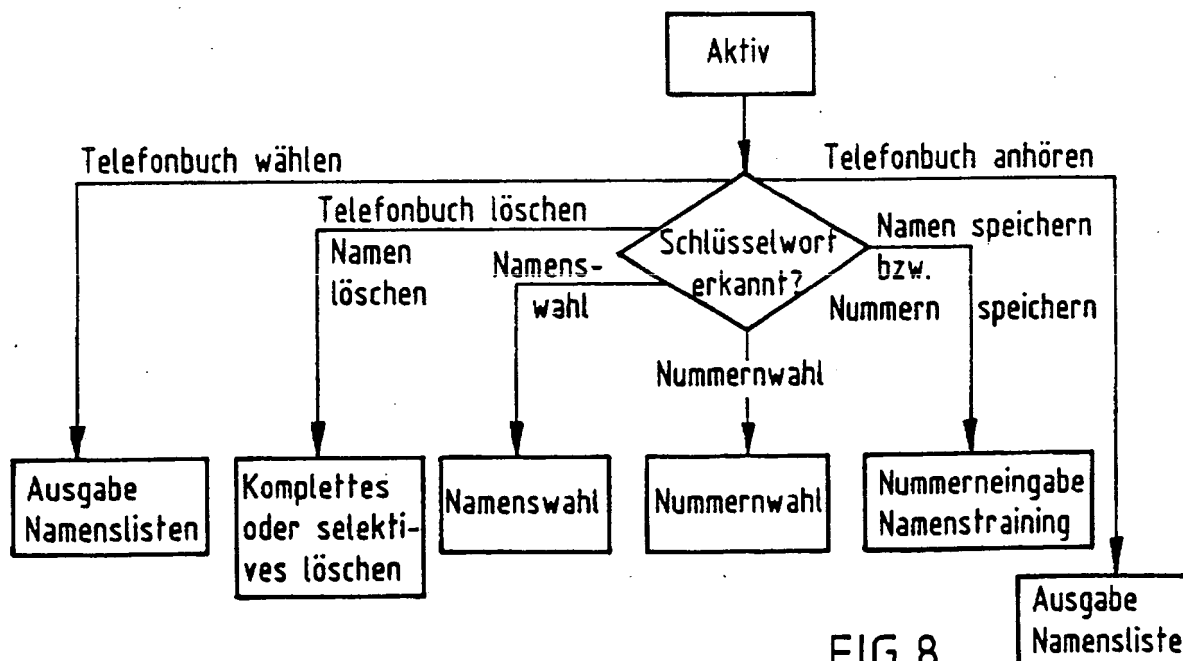 Aktiv
Telefonbuch wählen
Telefonbuch anhören
Telefonbuch löschen
Namen
löschen
Namens-
wahl
Schlüsselwort
erkannt?
Namen speichern
bzw.
Nummern speichern
Nummernwahl
Ausgabe
Namenslisten
Komplettes
oder selekti-
ves löschen
Namenswahl
Nummernwahl
Nummerneingabe
Namenstraining
Ausgabe
Namensliste
FIG.8